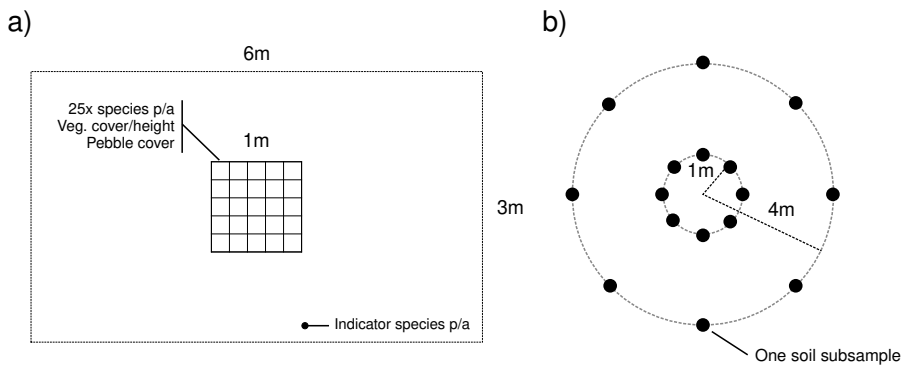 a)
6m
25x species p/a
Veg. cover/height
Pebble cover
1m
3m
Indicator species p/a
b)
1m
4m
One soil subsample